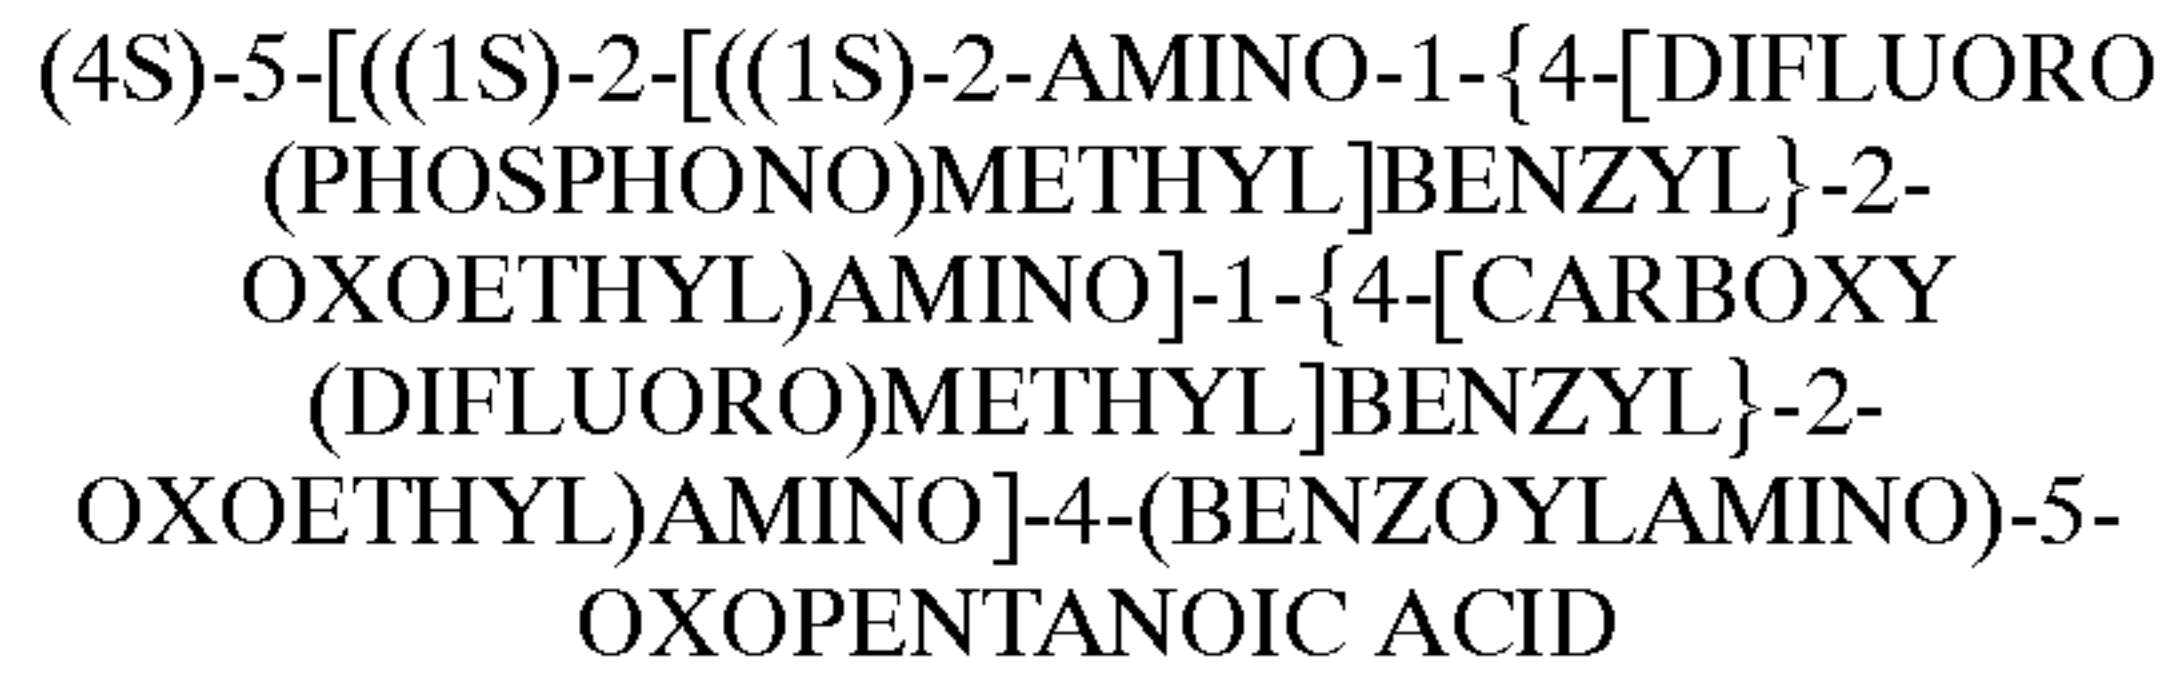 (4S)-5-[((1S)-2-[((1S)-2-AMINO-1-{4-[DIFLUORO
(PHOSPHONO)METHYL]BENZYL}-2-
OXOETHYL)AMINO]-1-{4-[CARBOXY
(DIFLUORO)METHYL]BENZYL}-2-
OXOETHYL)AMINO]-4-(BENZOYLAMINO)-5-
OXOPENTANOIC ACID